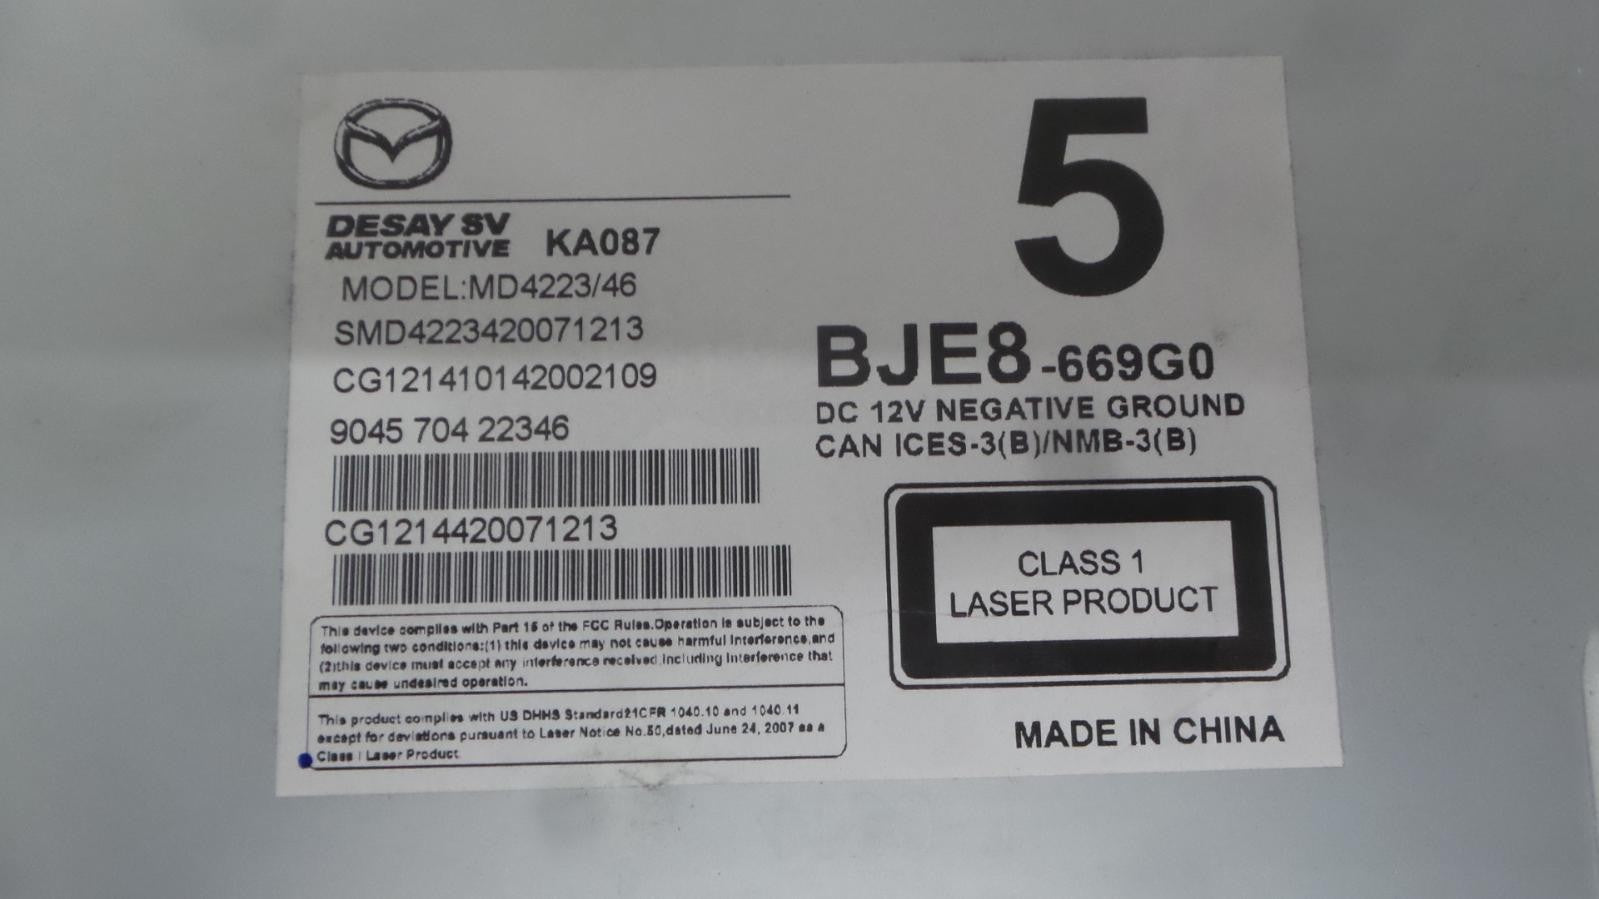 DESAY SV
AUTOMOTIVE KA087
MODEL:MD4223/46
SMD4223420071213
CG121410142002109
9045 704 22346
CG1214420071213
This device complies with Part 15 of the FCC Rules.Operation is subject to the
following two conditions:(1) this device may not cause harmful interference,and
(2)this device must accept any interference received,including interference that
may cause undesired operation.
This product complies with US DHHS Standard21CFR 1040.10 and 1040.11
except for deviations pursuant to Laser Notice No.50,dated June 24, 2007 as a
Class I Laser Product
5
BJE8-669G0
DC 12V NEGATIVE GROUND
CAN ICES-3(B)/NMB-3(B)
CLASS 1
LASER PRODUCT
MADE IN CHINA